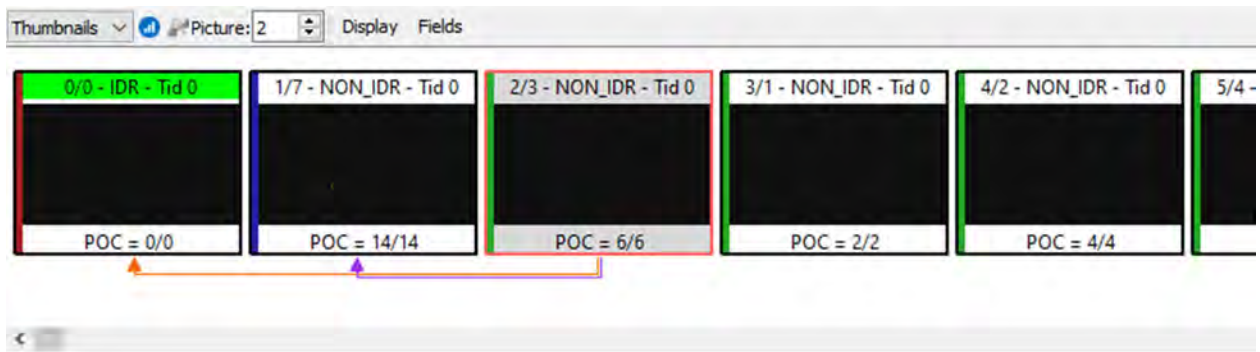 Thumbnails Picture: 2 Display Fields
0/0 - IDR - Tid 0 1/7 - NON_IDR - Tid 0 2/3 - NON_IDR - Tid 0 3/1 - NON_IDR - Tid 0 4/2 - NON_IDR - Tid 0 5/4 -
POC = 0/0 POC = 14/14 POC = 6/6 POC = 2/2 POC = 4/4